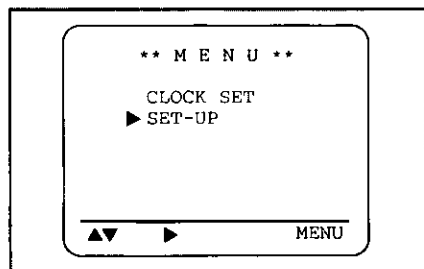 ** M E N U **
CLOCK SET
▶ SET-UP
▲▼ ▶ MENU